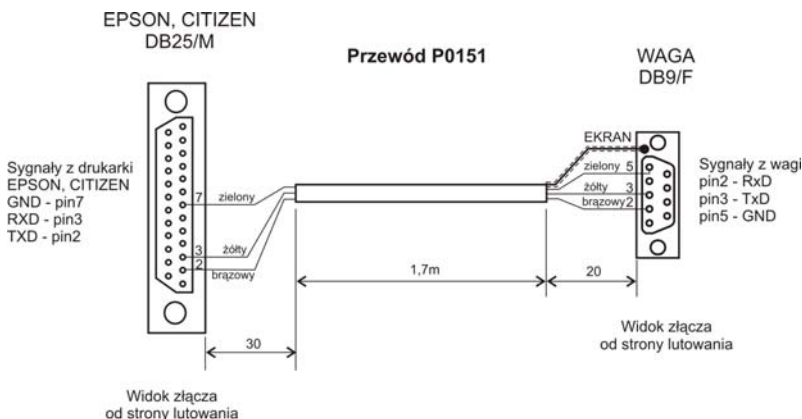 EPSON, CITIZEN
DB25/M
Przewód P0151
WAGA
DB9/F
EKRAN
Sygnały z drukarki
EPSON, CITIZEN
GND - pin7
RXD - pin3
TXD - pin2
7
zielony
3
żółty
2
brązowy
zielony 5
żółty 3
brązowy 2
Sygnały z wagi
pin2 - RxD
pin3 - TxD
pin5 - GND
1,7m
20
30
Widok złącza
od strony lutowania
Widok złącza
od strony lutowania